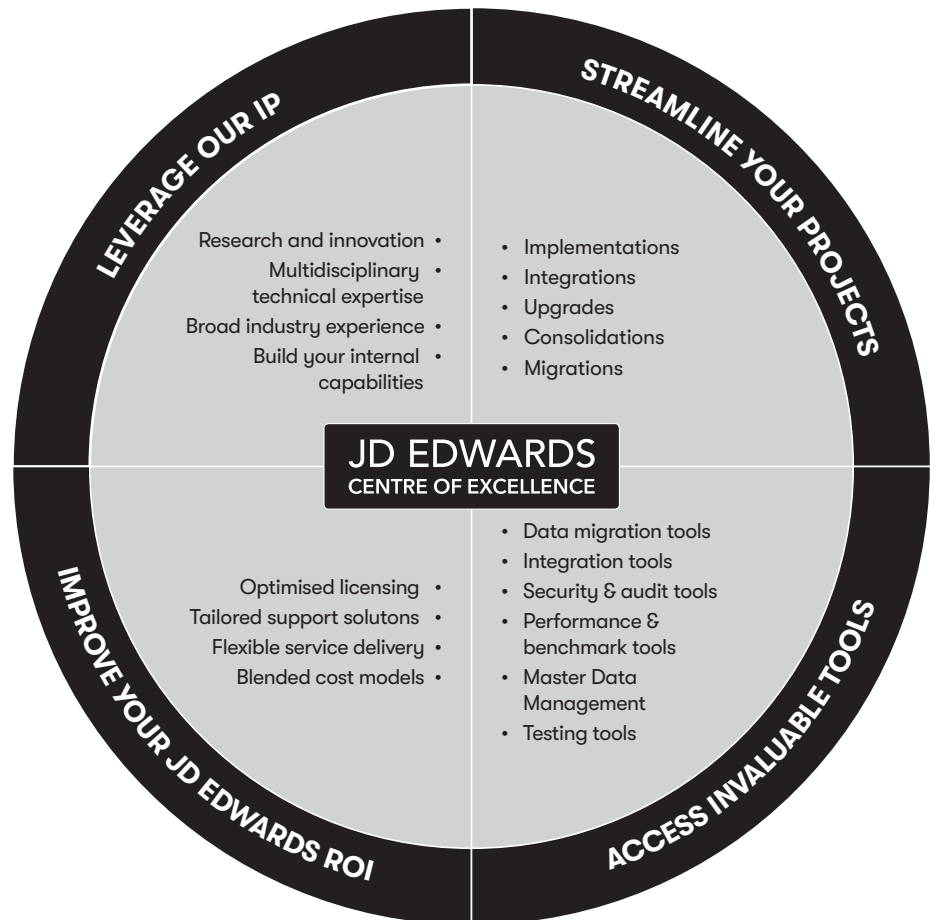 LEVERAGE OUR IP
Research and innovation •
Multidisciplinary •
technical expertise
Broad industry experience •
Build your internal •
capabilities
STREAMLINE YOUR PROJECTS
• Implementations
• Integrations
• Upgrades
• Consolidations
• Migrations
JD EDWARDS
CENTRE OF EXCELLENCE
IMPROVE YOUR JD EDWARDS ROI
Optimised licensing •
Tailored support solutons •
Flexible service delivery •
Blended cost models •
ACCESS INVALUABLE TOOLS
• Data migration tools
• Integration tools
• Security & audit tools
• Performance &
benchmark tools
• Master Data
Management
• Testing tools